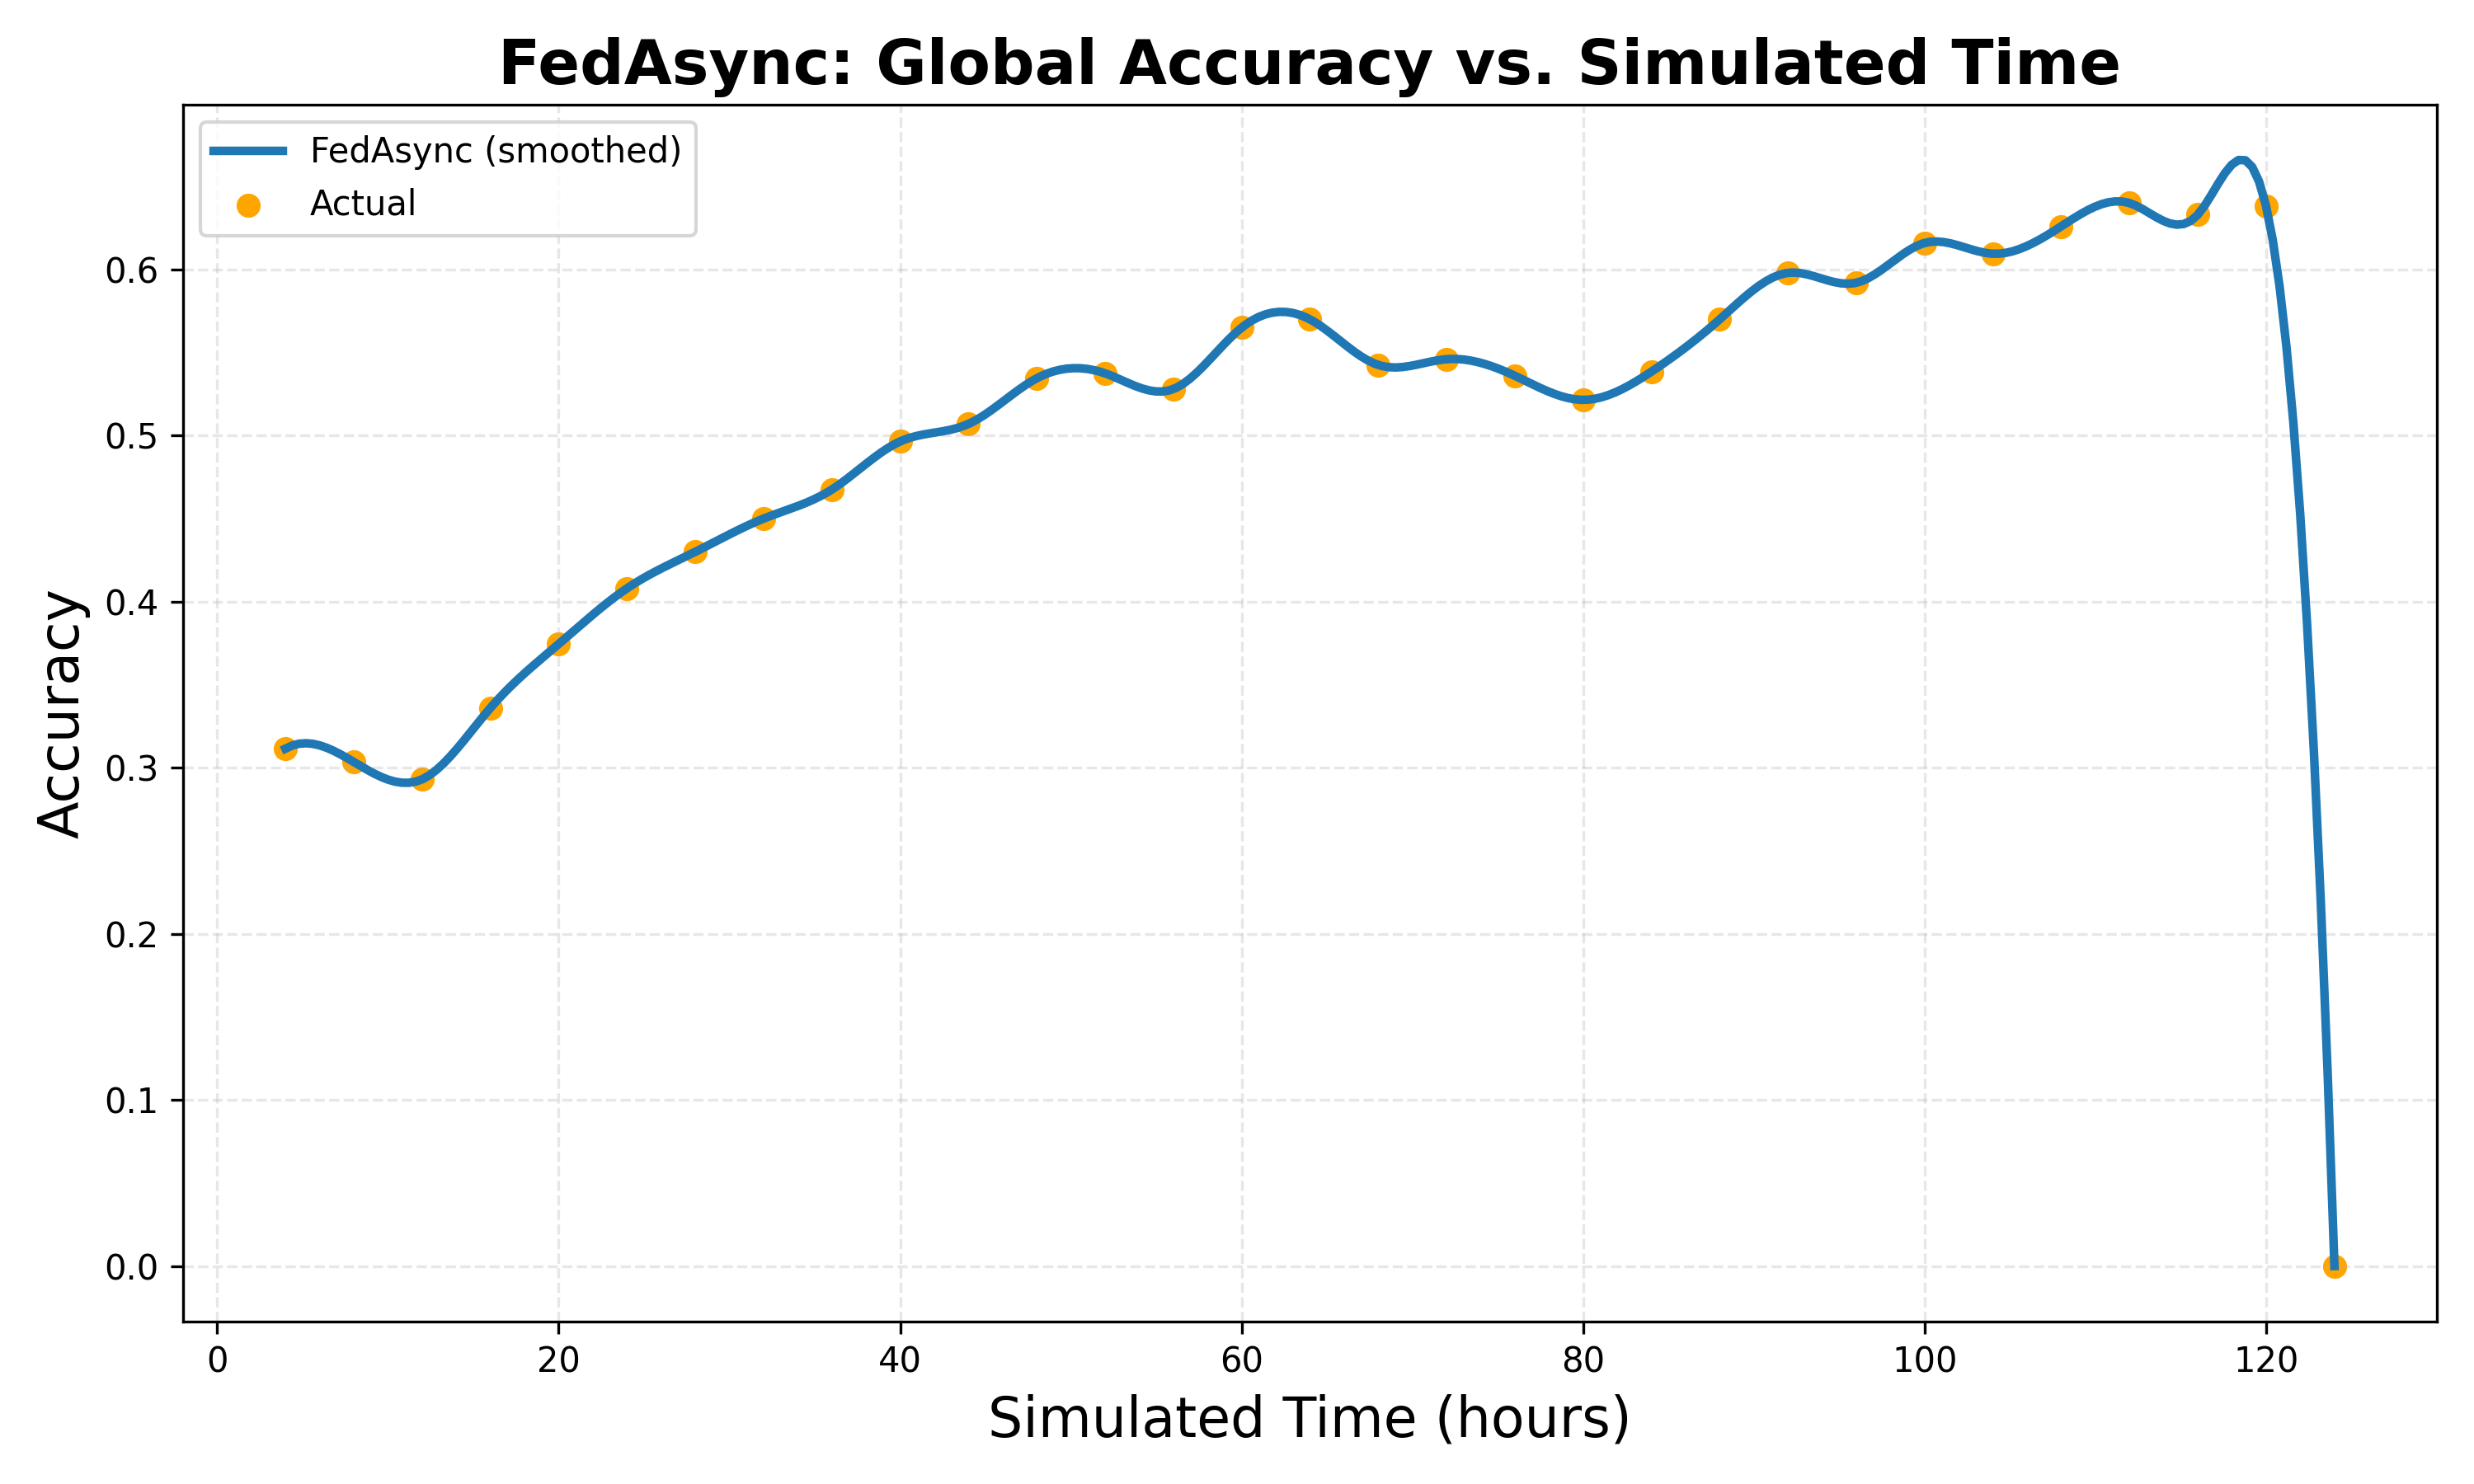 FedAsync: Global Accuracy vs. Simulated Time
FedAsync (smoothed)
Actual
Accuracy
0.6
0.5
0.4
0.3
0.2
0.1
0.0
0 20 40 60 80 100 120
Simulated Time (hours)